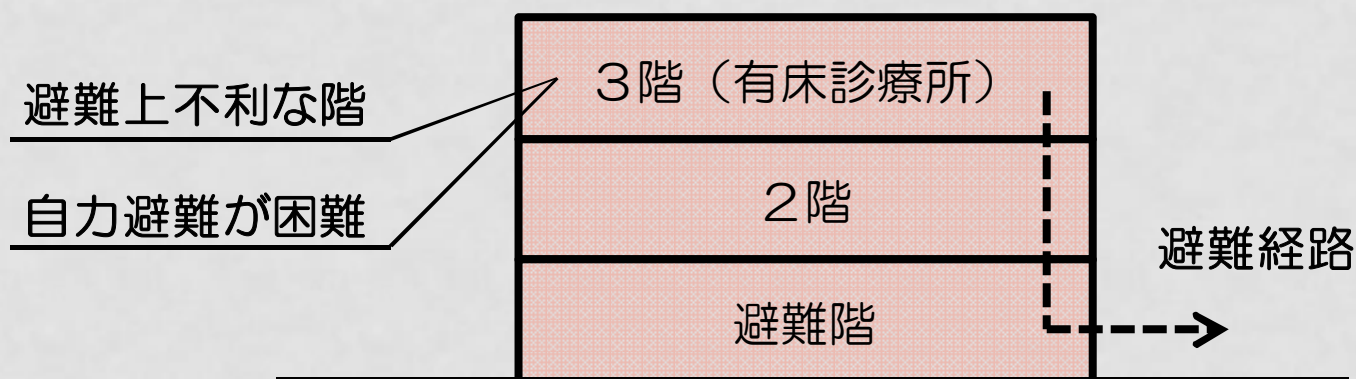 避難上不利な階
自力避難が困難
３階（有床診療所）
２階
避難階
避難経路